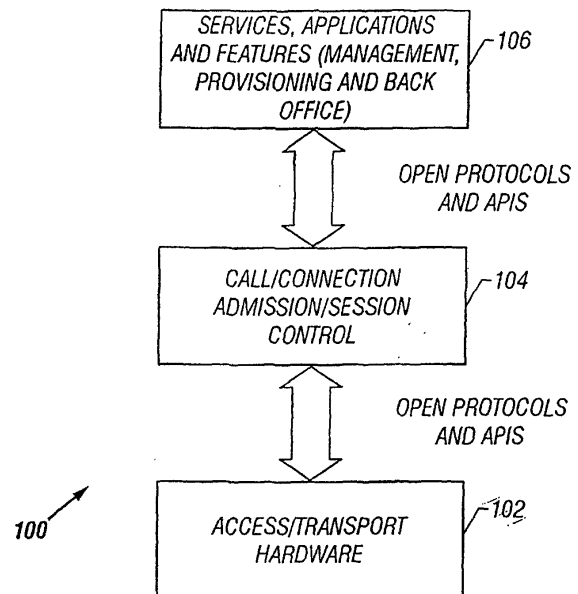 SERVICES, APPLICATIONS
AND FEATURES (MANAGEMENT,
PROVISIONING AND BACK
OFFICE)
106
OPEN PROTOCOLS
AND APIS
CALL/CONNECTION
ADMISSION/SESSION
CONTROL
104
OPEN PROTOCOLS
AND APIS
100
ACCESS/TRANSPORT
HARDWARE
102